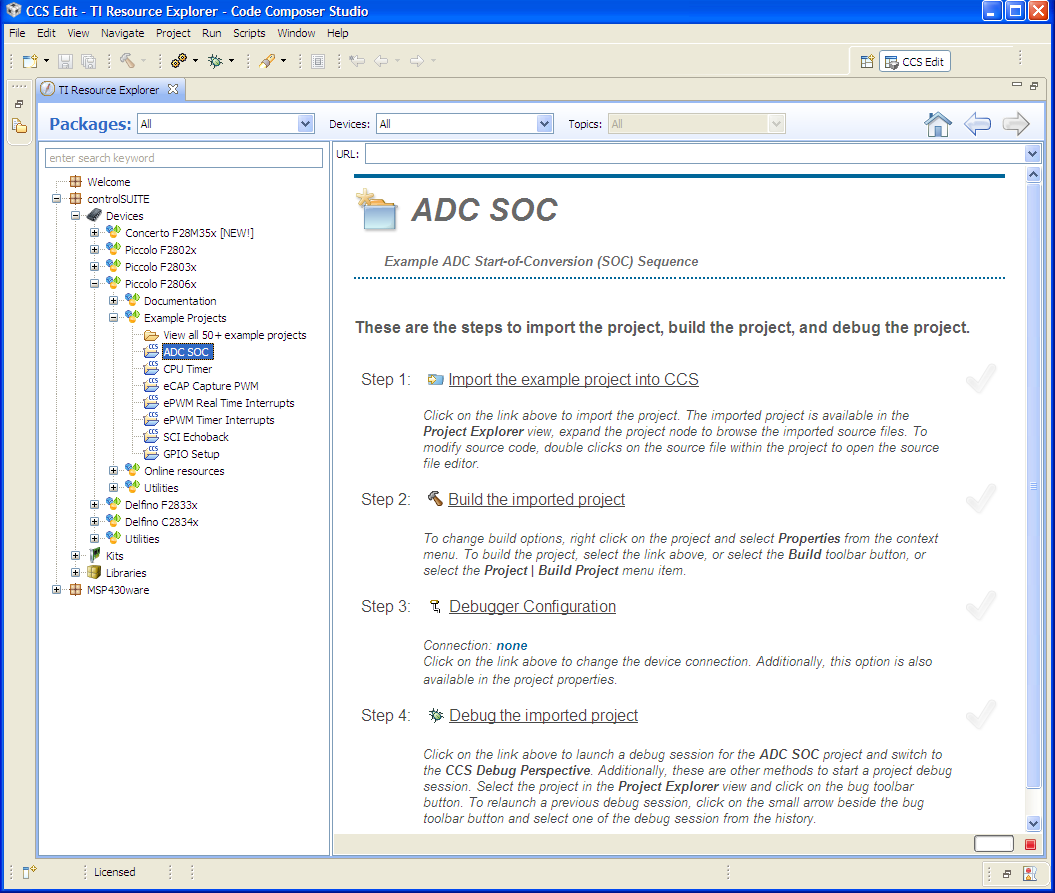 CCS Edit - TI Resource Explorer - Code Composer Studio
File Edit View Navigate Project Run Scripts Window Help
CCS Edit
TI Resource Explorer
Packages: All Devices: All Topics: All
enter search keyword
URL:
Welcome
controlSUITE
Devices
Concerto F28M35x [NEW!]
Piccolo F2802x
Piccolo F2803x
Piccolo F2806x
Documentation
Example Projects
View all 50+ example projects
ADC SOC
CPU Timer
eCAP Capture PWM
ePWM Real Time Interrupts
ePWM Timer Interrupts
SCI Echoback
GPIO Setup
Online resources
Utilities
Delfino F2833x
Delfino C2834x
Utilities
Kits
Libraries
MSP430ware
ADC SOC
Example ADC Start-of-Conversion (SOC) Sequence
These are the steps to import the project, build the project, and debug the project.
Step 1: Import the example project into CCS
Click on the link above to import the project. The imported project is available in the
Project Explorer view, expand the project node to browse the imported source files. To
modify source code, double clicks on the source file within the project to open the source
file editor.
Step 2: Build the imported project
To change build options, right click on the project and select Properties from the context
menu. To build the project, select the link above, or select the Build toolbar button, or
select the Project | Build Project menu item.
Step 3: Debugger Configuration
Connection: none
Click on the link above to change the device connection. Additionally, this option is also
available in the project properties.
Step 4: Debug the imported project
Click on the link above to launch a debug session for the ADC SOC project and switch to
the CCS Debug Perspective. Additionally, these are other methods to start a project debug
session. Select the project in the Project Explorer view and click on the bug toolbar
button. To relaunch a previous debug session, click on the small arrow beside the bug
toolbar button and select one of the debug session from the history.
Licensed